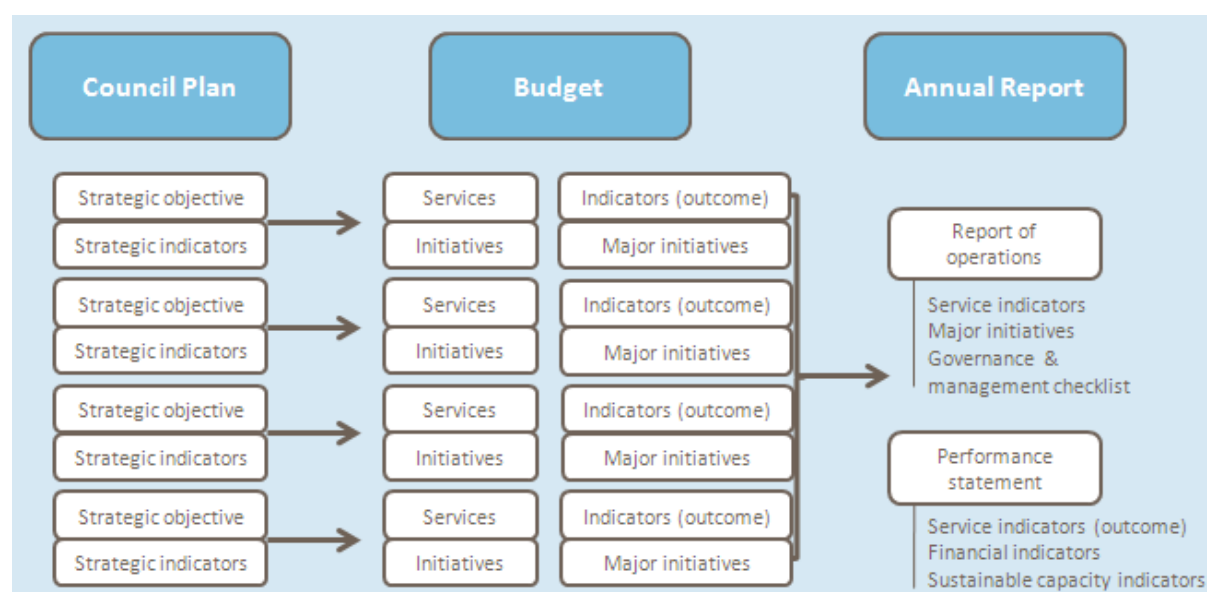 Council Plan
Budget
Annual Report
Strategic objective
Strategic indicators
Services
Initiatives
Indicators (outcome)
Major initiatives
Strategic objective
Strategic indicators
Services
Initiatives
Indicators (outcome)
Major initiatives
Strategic objective
Strategic indicators
Services
Initiatives
Indicators (outcome)
Major initiatives
Strategic objective
Strategic indicators
Services
Initiatives
Indicators (outcome)
Major initiatives
Report of
operations
Service indicators
Major initiatives
Governance &
management checklist
Performance
statement
Service indicators (outcome)
Financial indicators
Sustainable capacity indicators